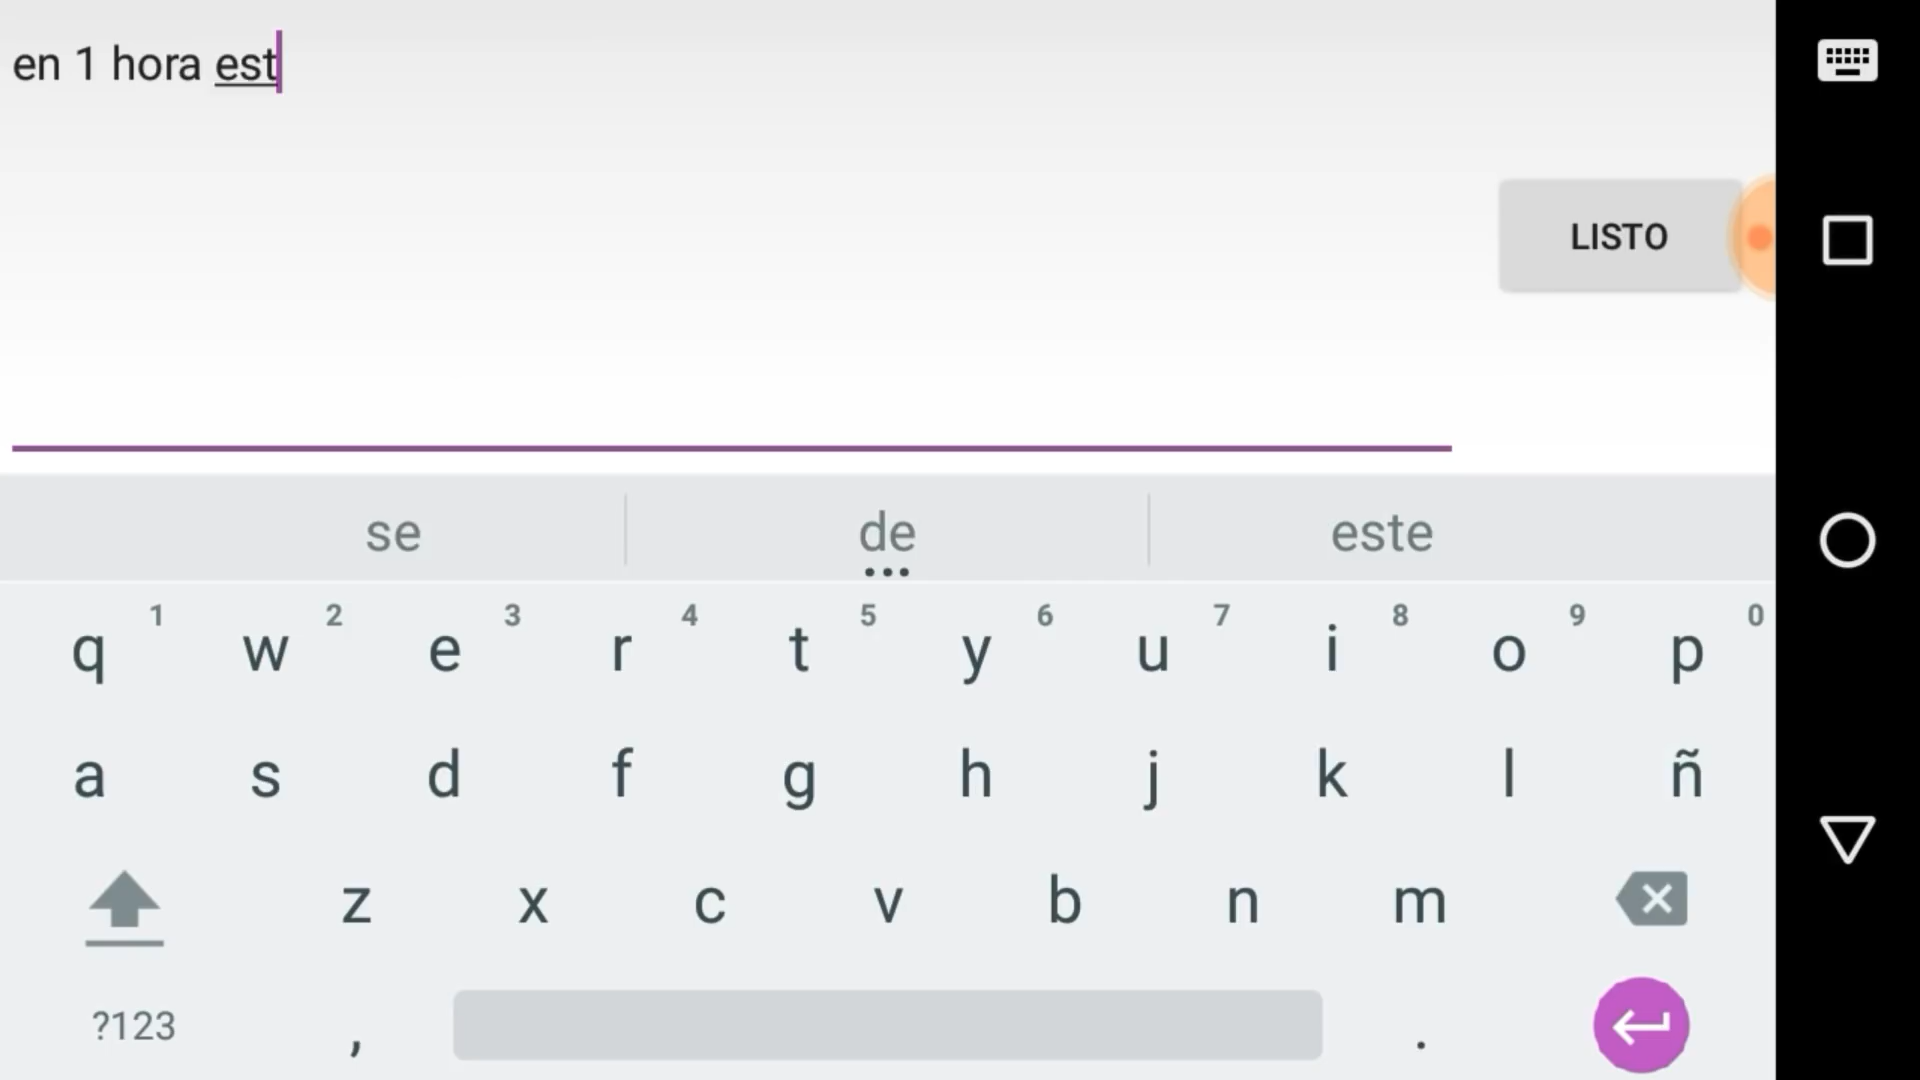 en 1 hora est
LISTO
se de este
q 1 w 2 e 3 r 4 t 5 y 6 u 7 i 8 o 9 p 0
a s d f g h j k l ñ
z x c v b n m
?123 , .